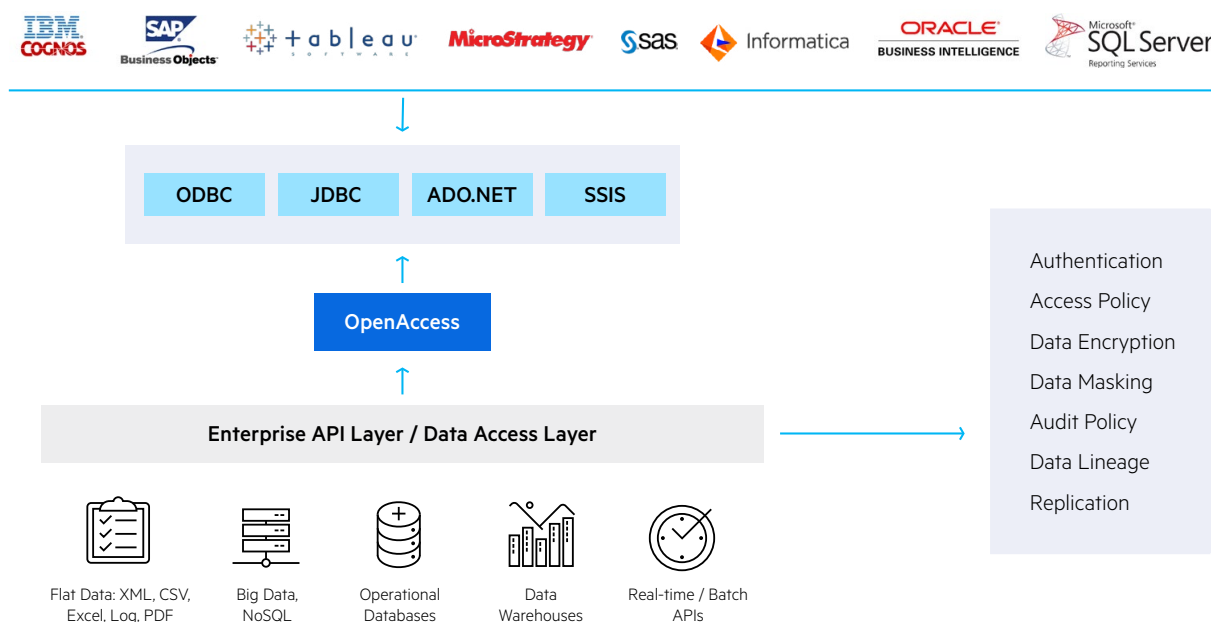 IBM
COGNOS
SAP
Business Objects
+ a b l e a u
S O F T W A R E
MicroStrategy
sas
Informatica
ORACLE
BUSINESS INTELLIGENCE
Microsoft®
SQL Server
Reporting Services
ODBC
JDBC
ADO.NET
SSIS
OpenAccess
Enterprise API Layer / Data Access Layer
Authentication
Access Policy
Data Encryption
Data Masking
Audit Policy
Data Lineage
Replication
Flat Data: XML, CSV,
Excel, Log, PDF
Big Data,
NoSQL
Operational
Databases
Data
Warehouses
Real-time / Batch
APIs